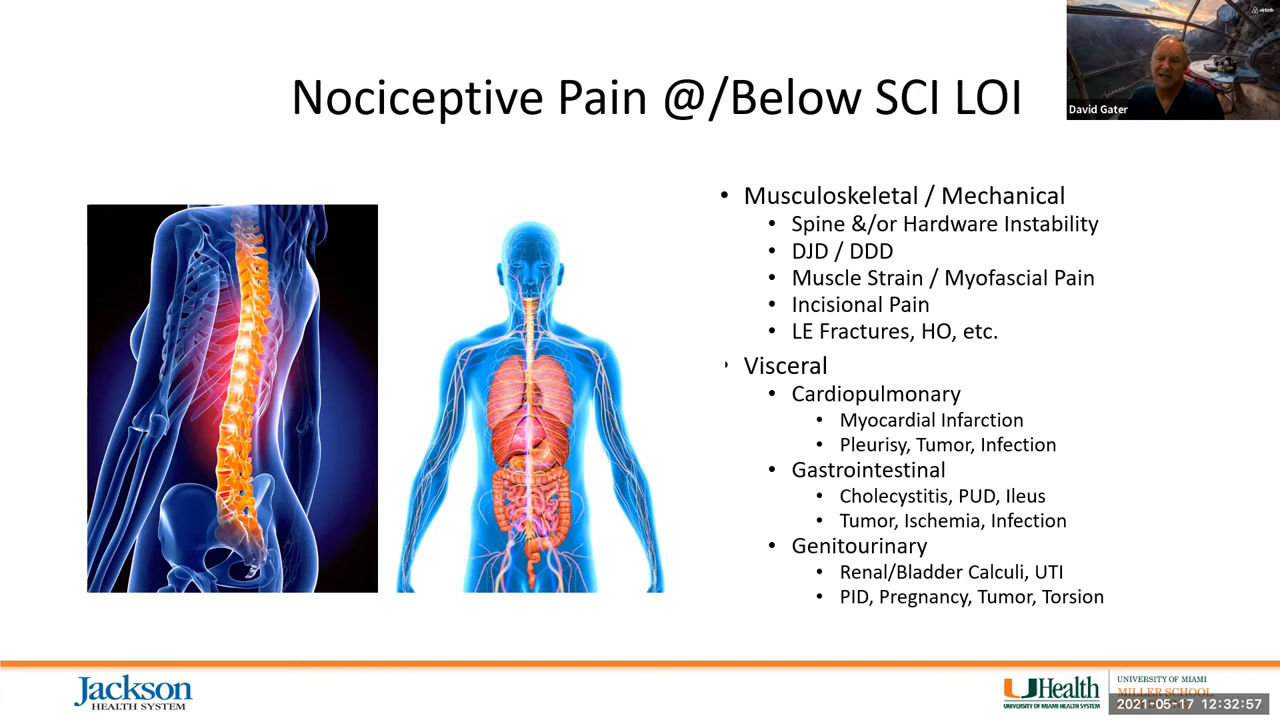 airbnb
David Gater
Nociceptive Pain @/Below SCI LOI
• Musculoskeletal / Mechanical
• Spine &/or Hardware Instability
• DJD / DDD
• Muscle Strain / Myofascial Pain
• Incisional Pain
• LE Fractures, HO, etc.
• Visceral
• Cardiopulmonary
• Myocardial Infarction
• Pleurisy, Tumor, Infection
• Gastrointestinal
• Cholecystitis, PUD, Ileus
• Tumor, Ischemia, Infection
• Genitourinary
• Renal/Bladder Calculi, UTI
• PID, Pregnancy, Tumor, Torsion
Jackson
HEALTH SYSTEM
UHealth
UNIVERSITY OF MIAMI HEALTH SYSTEM
UNIVERSITY OF MIAMI
MILLER SCHOOL
2021-05-17 12:32:57